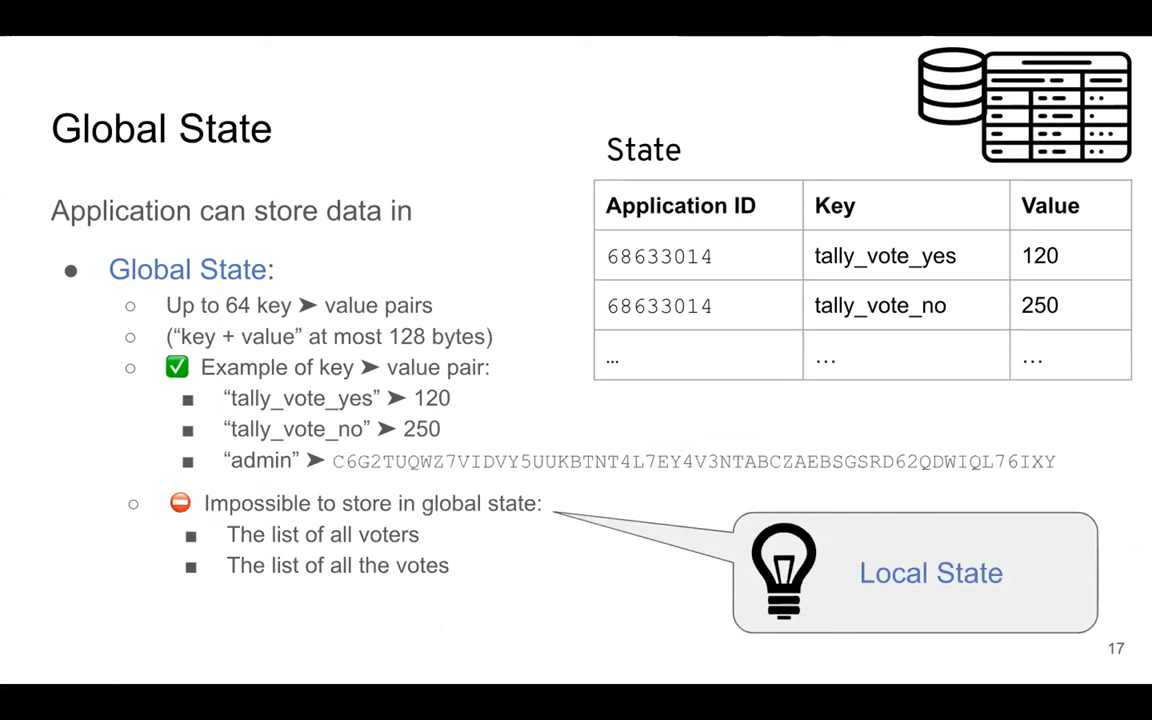 Global State
Application can store data in
● Global State:
○ Up to 64 key ➤ value pairs
○ (“key + value” at most 128 bytes)
○ ✅ Example of key ➤ value pair:
■ “tally_vote_yes” ➤ 120
■ “tally_vote_no” ➤ 250
■ “admin” ➤ C6G2TUQWZ7VIDVY5UUKBTNT4L7EY4V3NTABCZAEBSGSRD62QDWIQL76IXY
○ ⛔ Impossible to store in global state:
■ The list of all voters
■ The list of all the votes
State
Application ID Key Value
68633014 tally_vote_yes 120
68633014 tally_vote_no 250
... ... ...
Local State
17